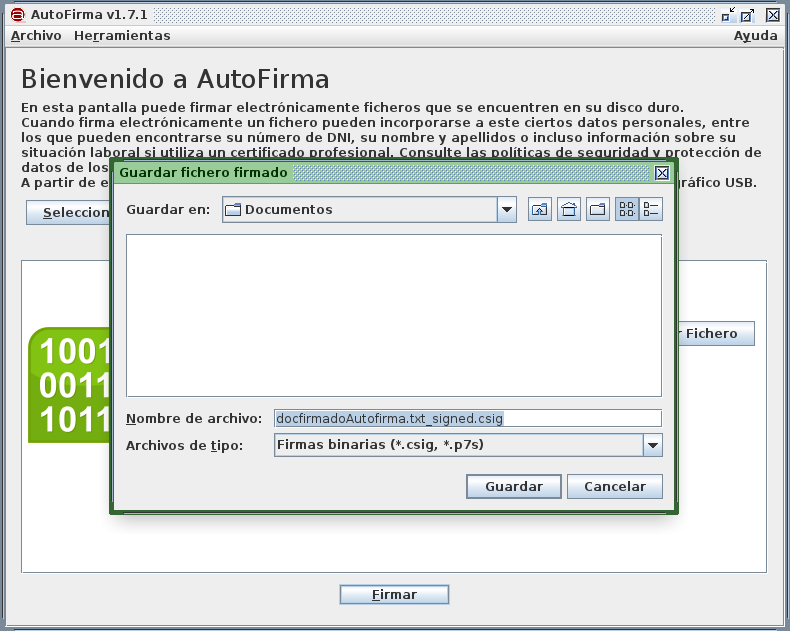 AutoFirma v1.7.1
Archivo Herramientas Ayuda
Bienvenido a AutoFirma
En esta pantalla puede firmar electrónicamente ficheros que se encuentren en su disco duro.
Cuando firma electrónicamente un fichero pueden incorporarse a este ciertos datos personales, entre
los que pueden encontrarse su número de DNI, su nombre y apellidos o incluso información sobre su
situación laboral si utiliza un certificado profesional. Consulte las políticas de seguridad y protección de
datos de los
A partir de e gráfico USB.
Seleccion
Guardar fichero firmado
Guardar en: Documentos
r Fichero
1001
0011
1011
Nombre de archivo: docfirmadoAutofirma.txt_signed.csig
Archivos de tipo: Firmas binarias (*.csig, *.p7s)
Guardar Cancelar
Firmar